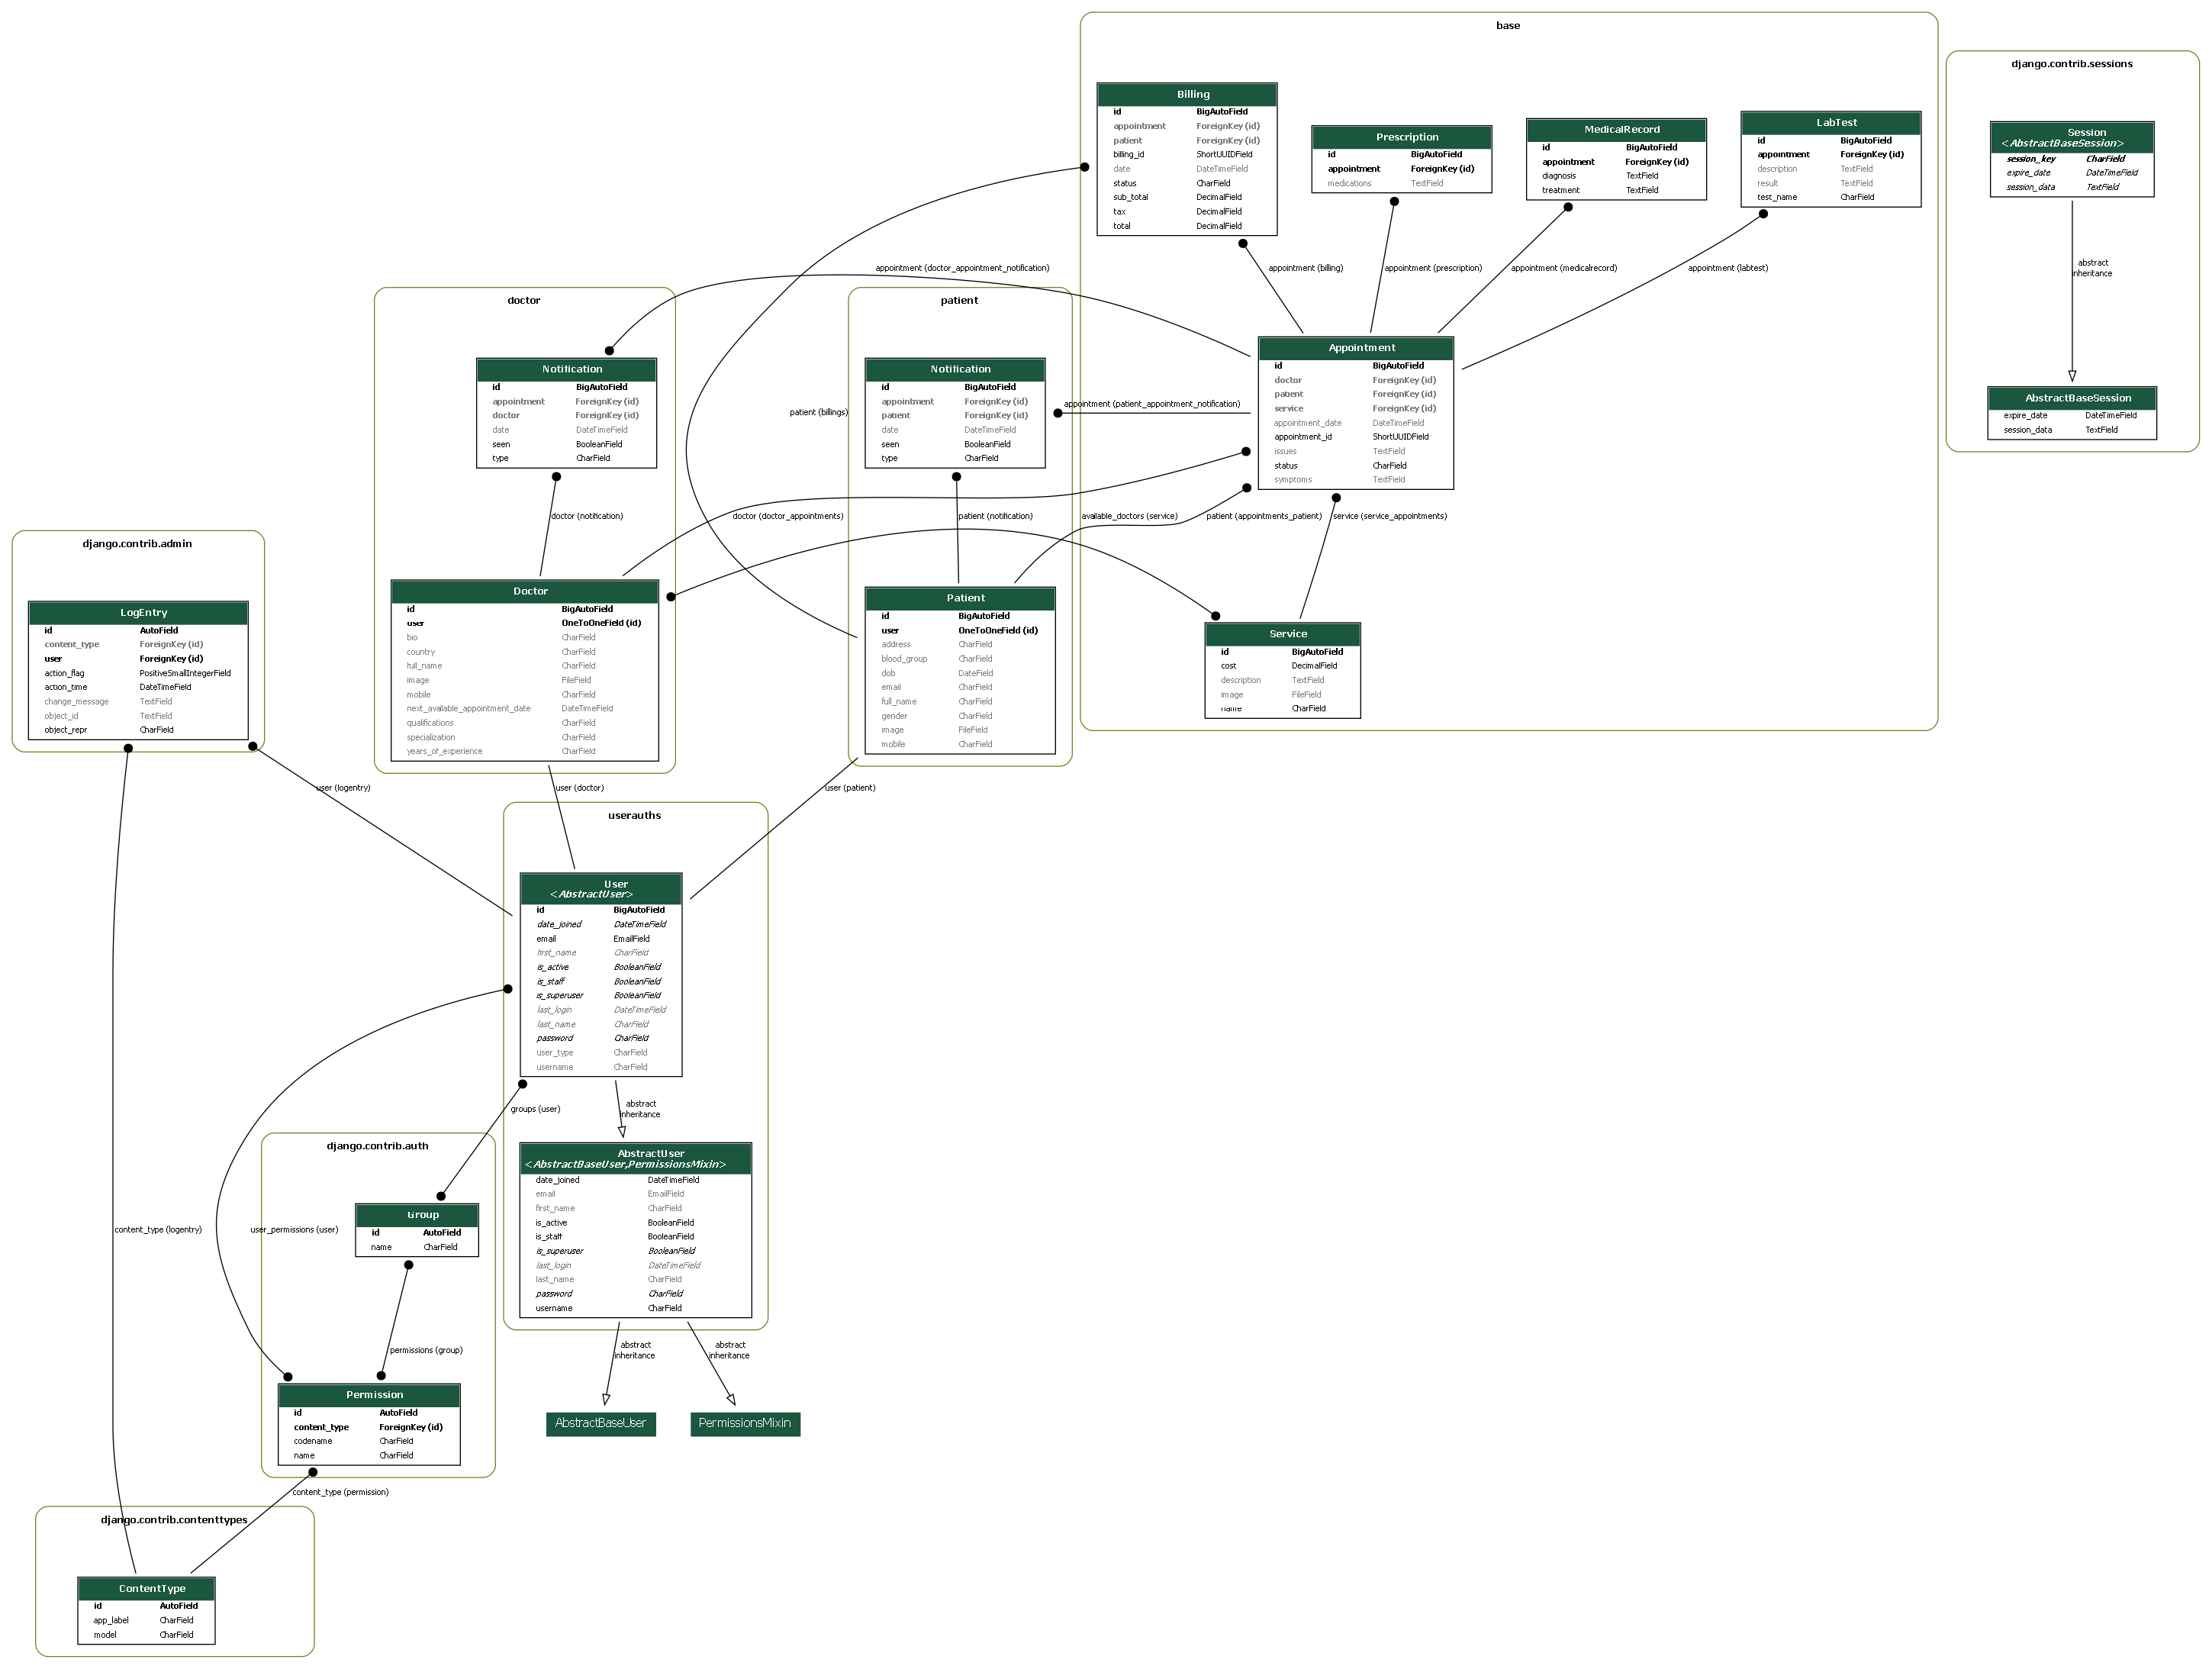 base
Billing
id BigAutoField
appointment ForeignKey (id)
patient ForeignKey (id)
billing_id ShortUUIDField
date DateTimeField
status CharField
sub_total DecimalField
tax DecimalField
total DecimalField
Prescription
id BigAutoField
appointment ForeignKey (id)
medications TextField
MedicalRecord
id BigAutoField
appointment ForeignKey (id)
diagnosis TextField
treatment TextField
LabTest
id BigAutoField
appointment ForeignKey (id)
description TextField
result TextField
test_name CharField
django.contrib.sessions
Session
<AbstractBaseSession>
session_key CharField
expire_date DateTimeField
session_data TextField
abstract
inheritance
AbstractBaseSession
expire_date DateTimeField
session_data TextField
appointment (doctor_appointment_notification)
appointment (billing)
appointment (prescription)
appointment (medicalrecord)
appointment (labtest)
doctor
Notification
id BigAutoField
appointment ForeignKey (id)
doctor ForeignKey (id)
date DateTimeField
seen BooleanField
type CharField
patient (billings)
patient
Notification
id BigAutoField
appointment ForeignKey (id)
patient ForeignKey (id)
date DateTimeField
seen BooleanField
type CharField
appointment (patient_appointment_notification)
Appointment
id BigAutoField
doctor ForeignKey (id)
patient ForeignKey (id)
service ForeignKey (id)
appointment_date DateTimeField
appointment_id ShortUUIDField
issues TextField
status CharField
symptoms TextField
doctor (notification)
doctor (doctor_appointments)
patient (notification)
available_doctors (service)
patient (appointments_patient)
service (service_appointments)
django.contrib.admin
LogEntry
id AutoField
content_type ForeignKey (id)
user ForeignKey (id)
action_flag PositiveSmallIntegerField
action_time DateTimeField
change_message TextField
object_id TextField
object_repr CharField
Doctor
id BigAutoField
user OneToOneField (id)
bio CharField
country CharField
full_name CharField
image FileField
mobile CharField
next_available_appointment_date DateTimeField
qualifications CharField
specialization CharField
years_of_experience CharField
Patient
id BigAutoField
user OneToOneField (id)
address CharField
blood_group CharField
dob DateField
email CharField
full_name CharField
gender CharField
image FileField
mobile CharField
Service
id BigAutoField
cost DecimalField
description TextField
image FileField
name CharField
user (logentry)
user (doctor)
user (patient)
userauths
User
<AbstractUser>
id BigAutoField
date_joined DateTimeField
email EmailField
first_name CharField
is_active BooleanField
is_staff BooleanField
is_superuser BooleanField
last_login DateTimeField
last_name CharField
password CharField
user_type CharField
username CharField
groups (user)
abstract
inheritance
AbstractUser
<AbstractBaseUser,PermissionsMixin>
date_joined DateTimeField
email EmailField
first_name CharField
is_active BooleanField
is_staff BooleanField
is_superuser BooleanField
last_login DateTimeField
last_name CharField
password CharField
username CharField
django.contrib.auth
Group
id AutoField
name CharField
content_type (logentry)
user_permissions (user)
permissions (group)
abstract
inheritance
abstract
inheritance
AbstractBaseUser
PermissionsMixin
Permission
id AutoField
content_type ForeignKey (id)
codename CharField
name CharField
content_type (permission)
django.contrib.contenttypes
ContentType
id AutoField
app_label CharField
model CharField